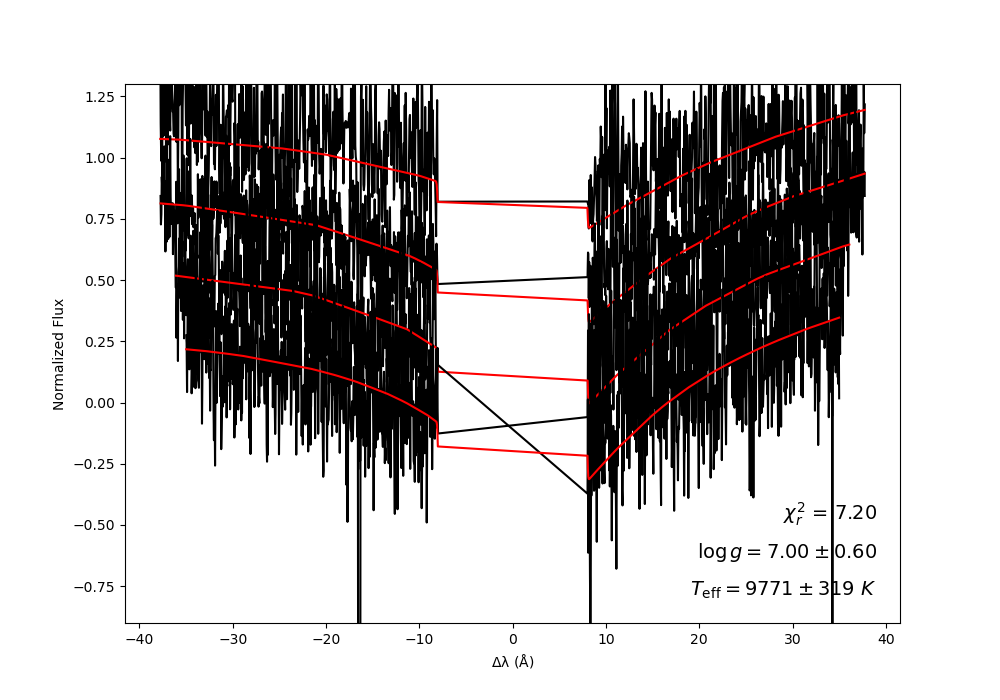 1.25
1.00
0.75
0.50
0.25
0.00
−0.25
−0.50
−0.75
Normalized Flux
χ²ᵣ = 7.20
log g = 7.00 ± 0.60
T_eff = 9771 ± 319 K
−40 −30 −20 −10 0 10 20 30 40
Δλ (Å)